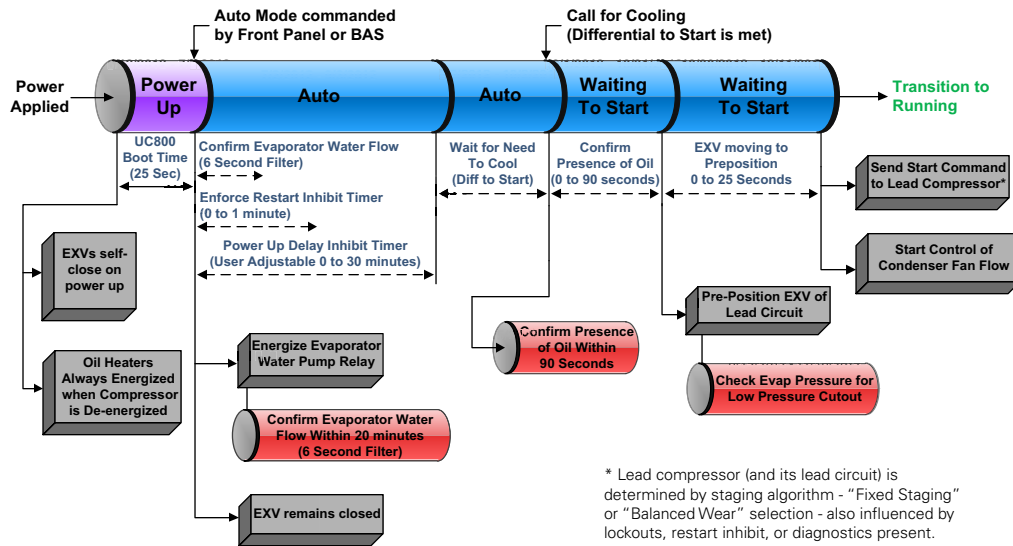 Auto Mode commanded
by Front Panel or BAS
Call for Cooling
(Differential to Start is met)
Power
Applied
Power
Up
Auto
Auto
Waiting
To Start
Waiting
To Start
Transition to
Running
UC800
Boot Time
(25 Sec)
Confirm Evaporator Water Flow
(6 Second Filter)
Enforce Restart Inhibit Timer
(0 to 1 minute)
Power Up Delay Inhibit Timer
(User Adjustable 0 to 30 minutes)
Wait for Need
To Cool
(Diff to Start)
Confirm
Presence of Oil
(0 to 90 seconds)
EXV moving to
Preposition
0 to 25 Seconds
Send Start Command
to Lead Compressor*
Start Control of
Condenser Fan Flow
EXVs self-
close on
power up
Oil Heaters
Always Energized
when Compressor
is De-energized
Energize Evaporator
Water Pump Relay
Confirm Evaporator Water
Flow Within 20 minutes
(6 Second Filter)
EXV remains closed
Confirm Presence
of Oil Within
90 Seconds
Pre-Position EXV of
Lead Circuit
Check Evap Pressure for
Low Pressure Cutout
* Lead compressor (and its lead circuit) is
determined by staging algorithm - “Fixed Staging”
or “Balanced Wear” selection - also influenced by
lockouts, restart inhibit, or diagnostics present.